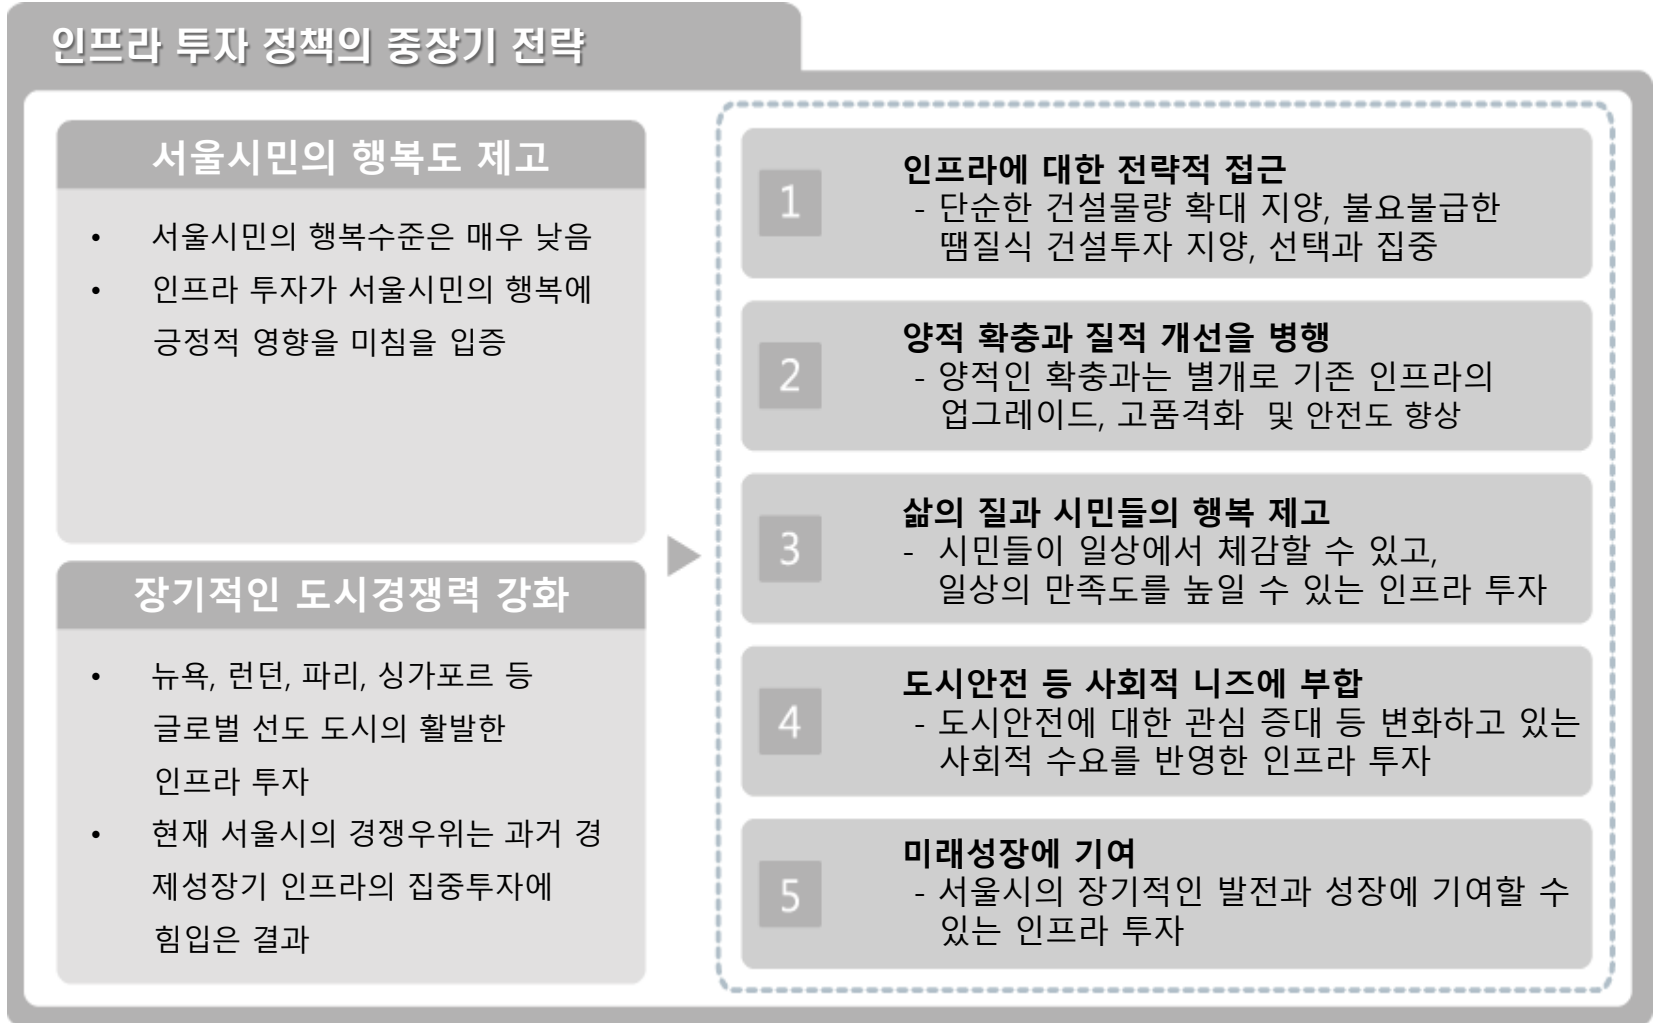 인프라 투자 정책의 중장기 전략
서울시민의 행복도 제고
• 서울시민의 행복수준은 매우 낮음
• 인프라 투자가 서울시민의 행복에
긍정적 영향을 미침을 입증
장기적인 도시경쟁력 강화
• 뉴욕, 런던, 파리, 싱가포르 등
글로벌 선도 도시의 활발한
인프라 투자
• 현재 서울시의 경쟁우위는 과거 경
제성장기 인프라의 집중투자에
힘입은 결과
1
인프라에 대한 전략적 접근
- 단순한 건설물량 확대 지양, 불요불급한
땜질식 건설투자 지양, 선택과 집중
2
양적 확충과 질적 개선을 병행
- 양적인 확충과는 별개로 기존 인프라의
업그레이드, 고품격화 및 안전도 향상
3
삶의 질과 시민들의 행복 제고
- 시민들이 일상에서 체감할 수 있고,
일상의 만족도를 높일 수 있는 인프라 투자
4
도시안전 등 사회적 니즈에 부합
- 도시안전에 대한 관심 증대 등 변화하고 있는
사회적 수요를 반영한 인프라 투자
5
미래성장에 기여
- 서울시의 장기적인 발전과 성장에 기여할 수
있는 인프라 투자